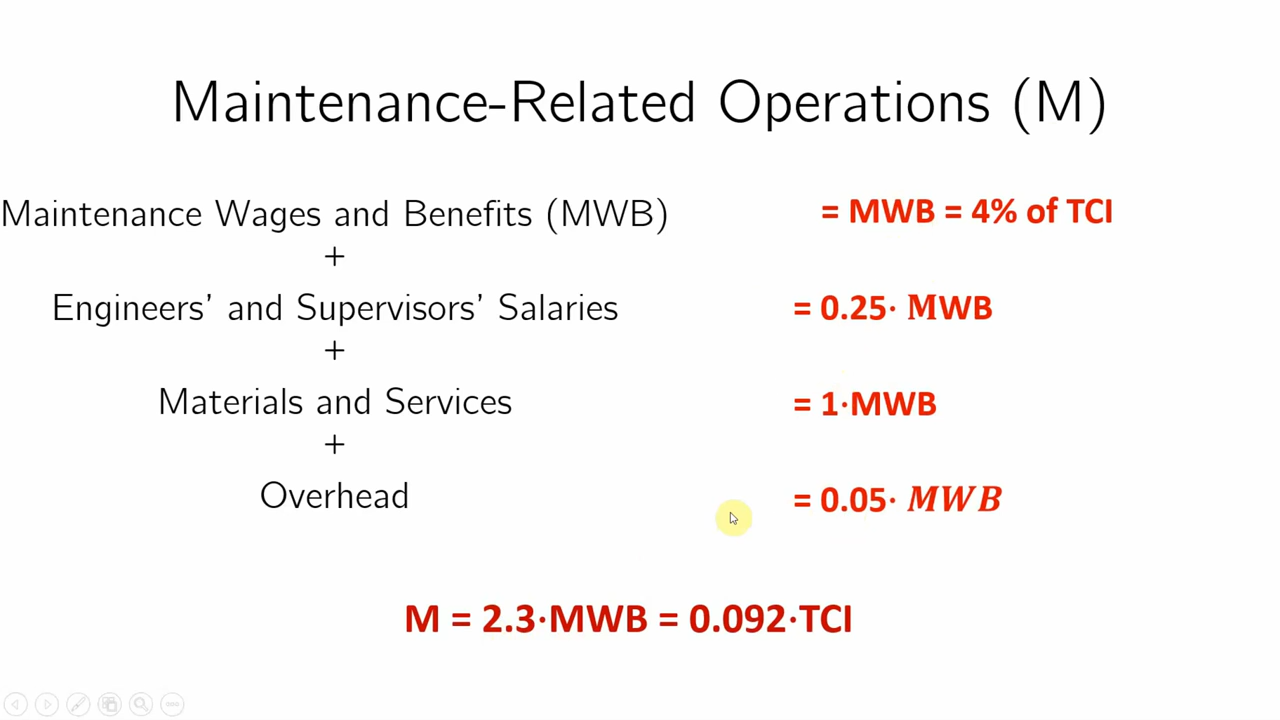 Maintenance-Related Operations (M)
Maintenance Wages and Benefits (MWB) = MWB = 4% of TCI
+
Engineers' and Supervisors' Salaries = 0.25· MWB
+
Materials and Services = 1·MWB
+
Overhead = 0.05· MWB
M = 2.3·MWB = 0.092·TCI